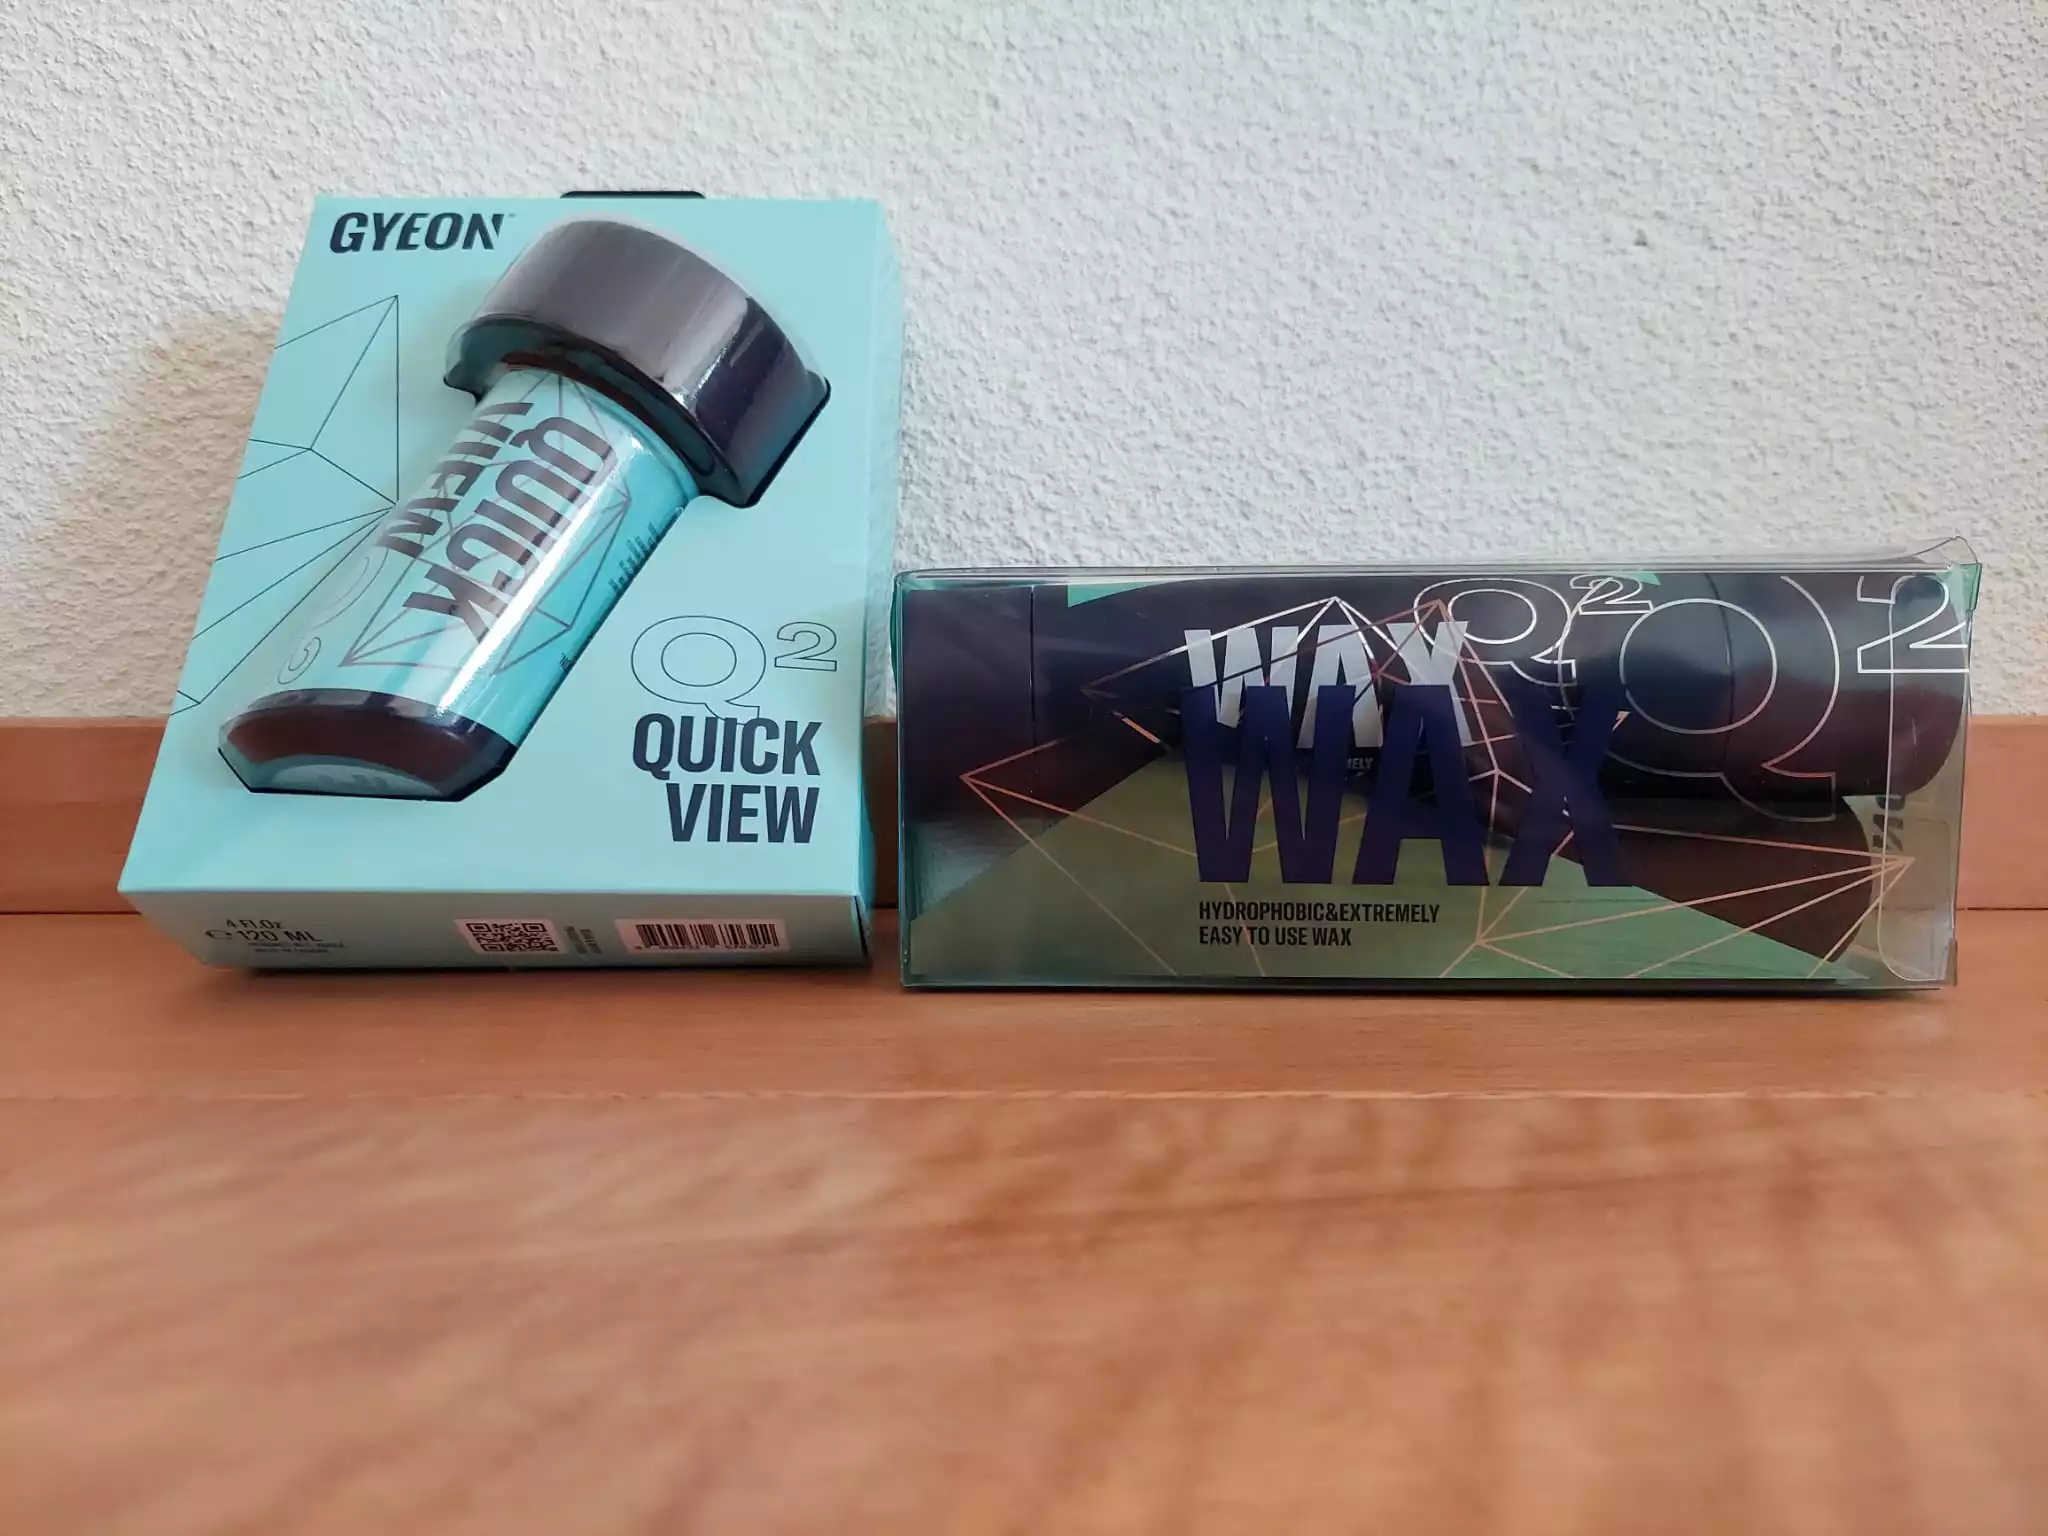 GYEON
QUICK
VIEW
Q2
QUICK
VIEW
4 FL.Oz
CE 120 ML
WAX
Q2
Q2
WAX
HYDROPHOBIC&EXTREMELY
EASY TO USE WAX